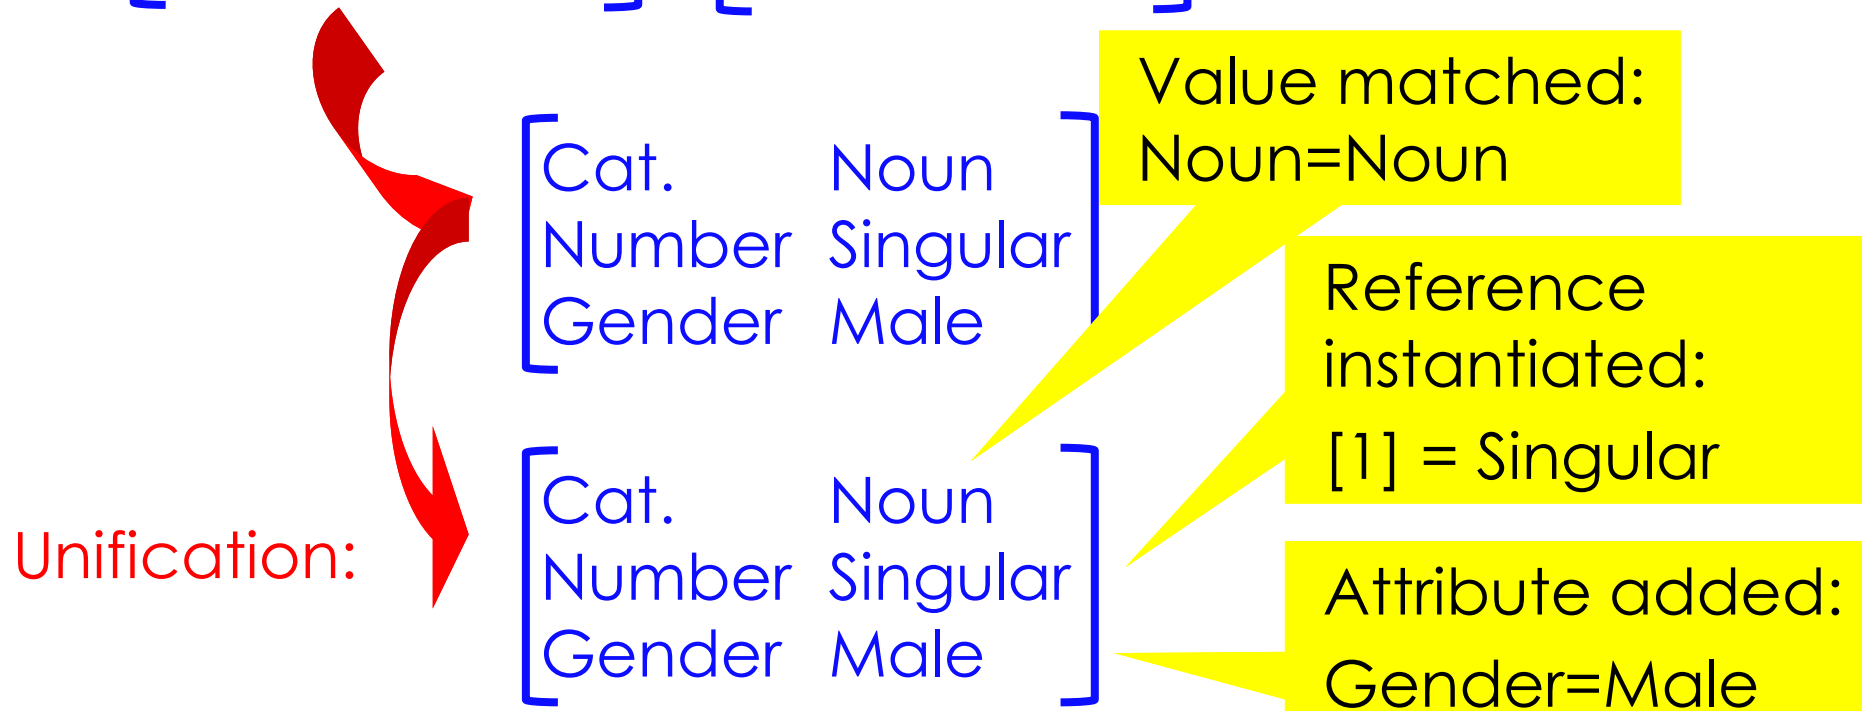 Value matched:
Noun=Noun
Cat. Noun
Number Singular
Gender Male
Reference
instantiated:
[1] = Singular
Unification:
Cat. Noun
Number Singular
Gender Male
Attribute added:
Gender=Male